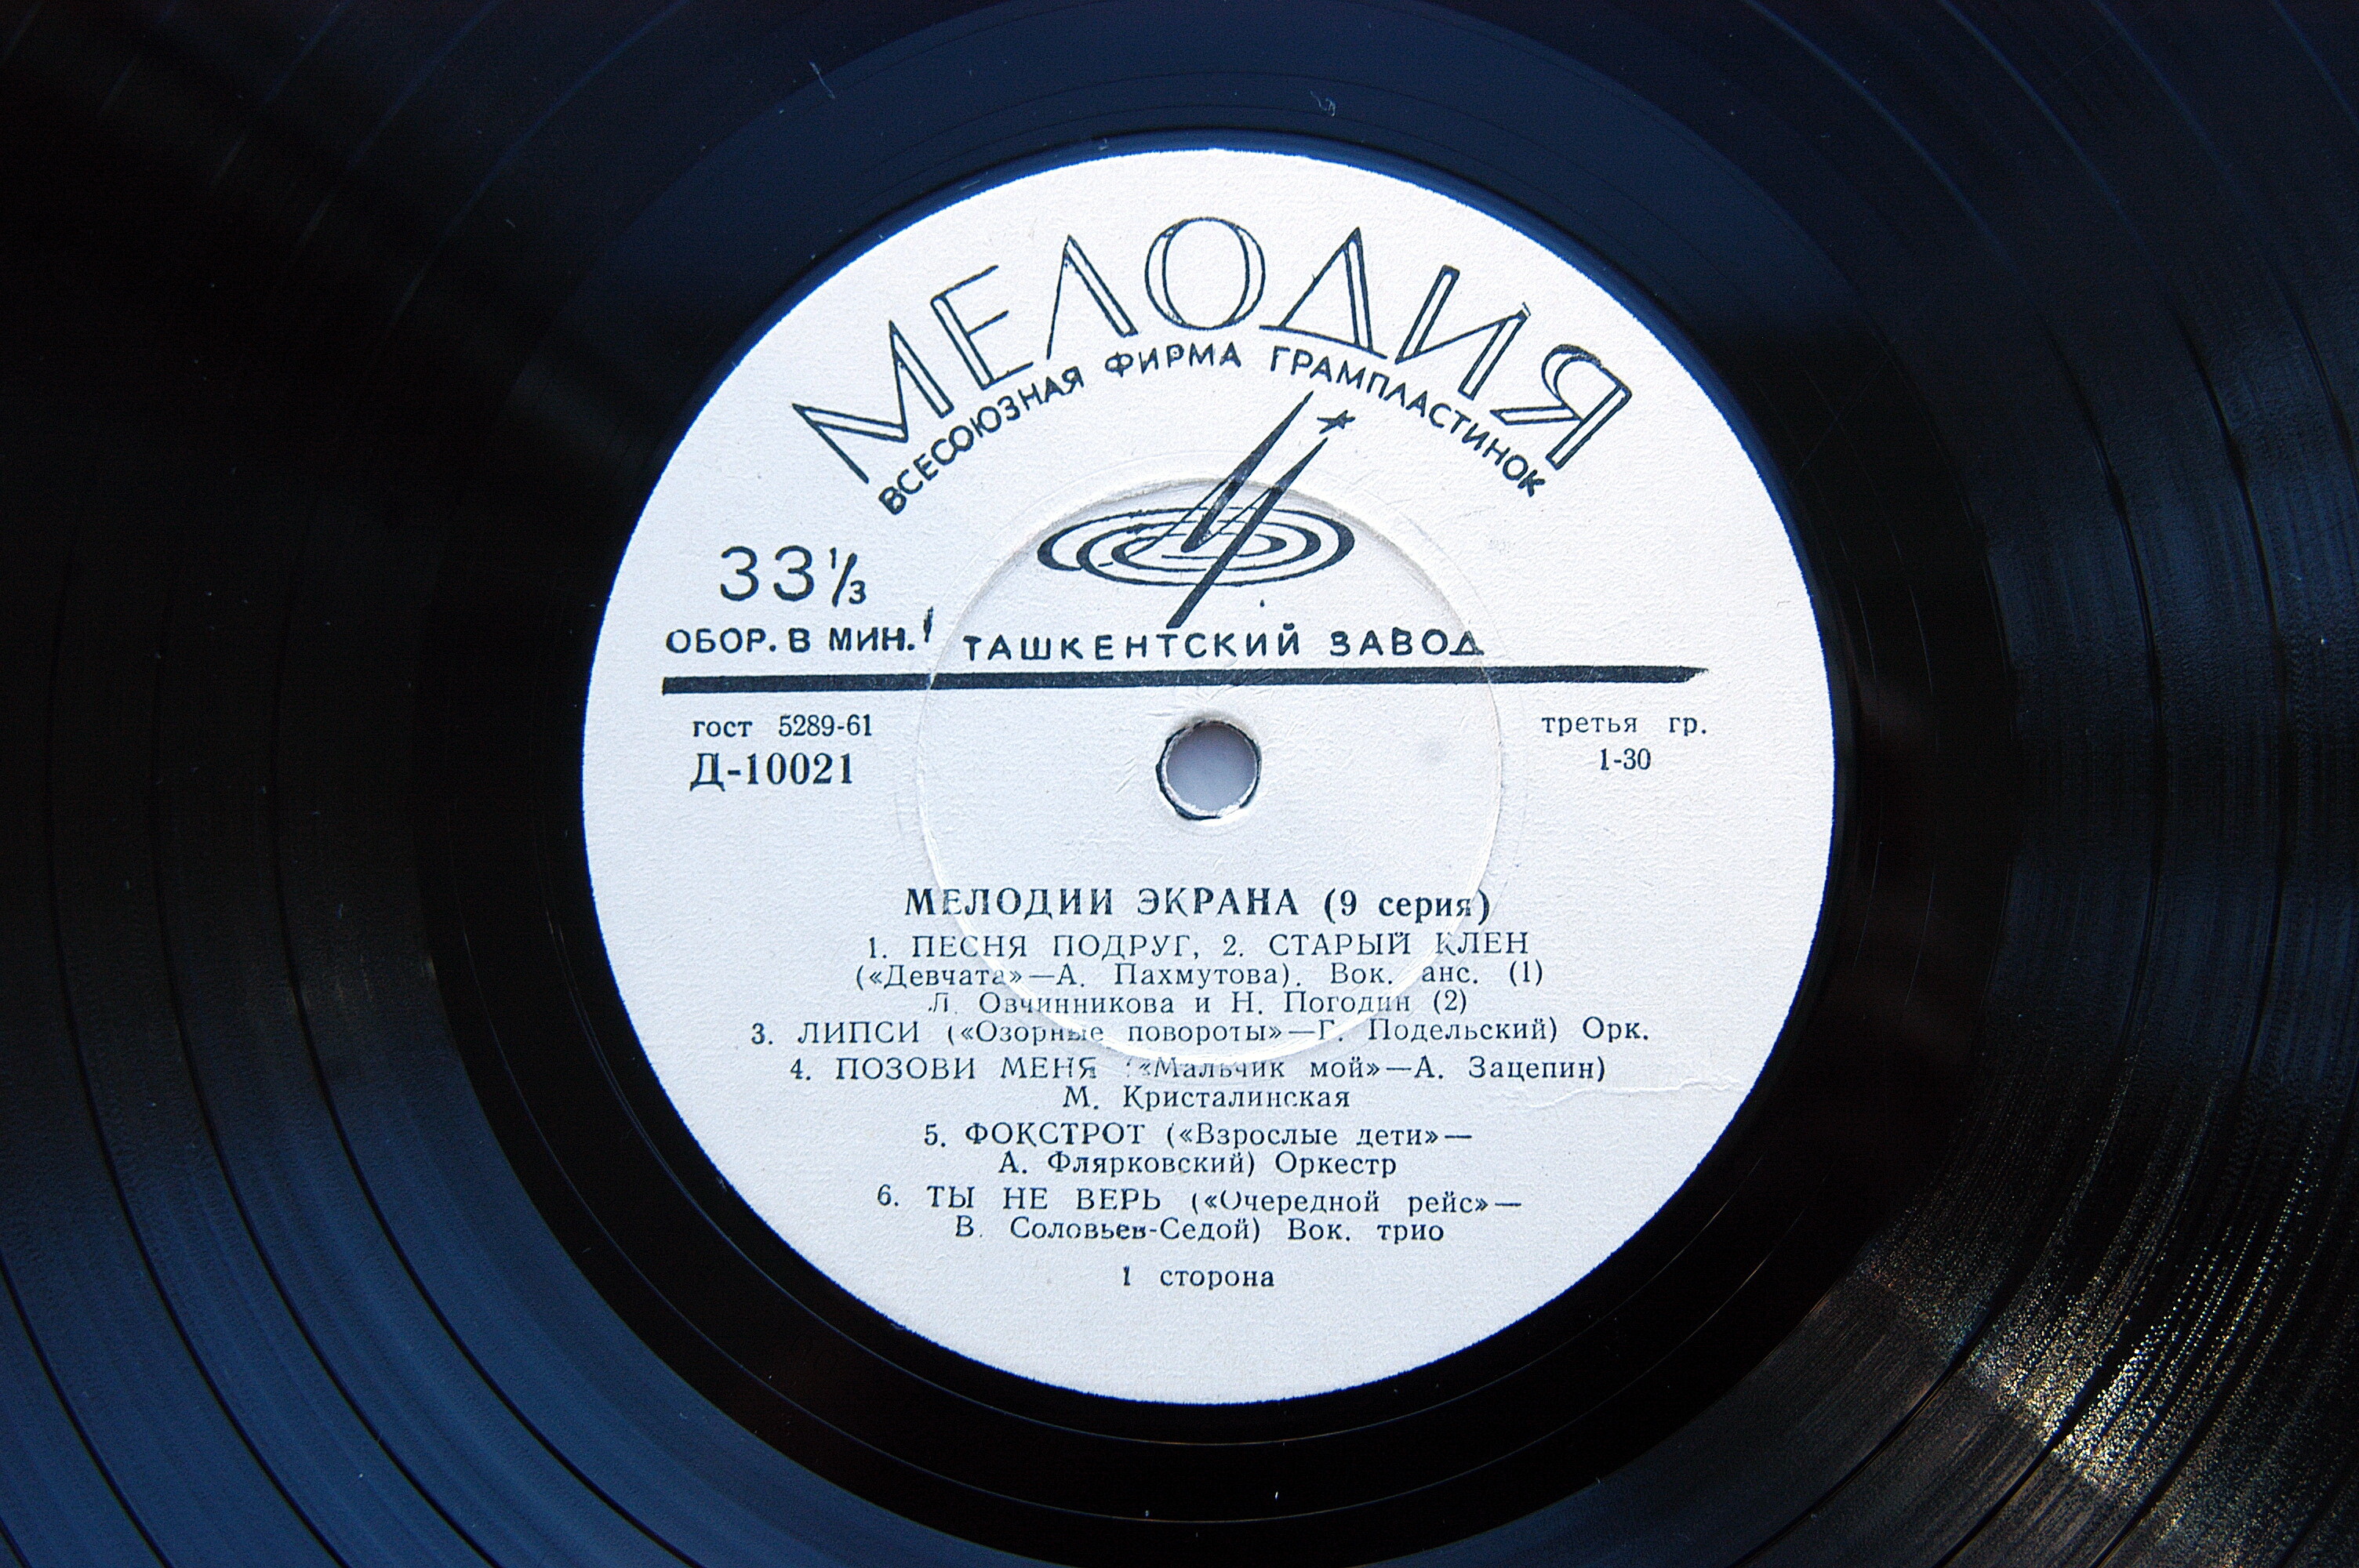 МЕЛОДИЯ
ВСЕСОЮЗНАЯ ФИРМА ГРАМПЛАСТИНОК
33⅓
ОБОР. В МИН. ТАШКЕНТСКИЙ ЗАВОД
гост 5289-61
Д-10021
третья гр.
1-30
МЕЛОДИИ ЭКРАНА (9 серия)
1. ПЕСНЯ ПОДРУГ, 2. СТАРЫЙ КЛЕН
(«Девчата»—А. Пахмутова). Вок. анс. (1)
Л. Овчинникова и Н. Погодин (2)
3. ЛИПСИ («Озорные повороты»—Г. Подельский) Орк.
4. ПОЗОВИ МЕНЯ («Мальчик мой»—А. Зацепин)
М. Кристалинская
5. ФОКСТРОТ («Взрослые дети»—
А. Флярковский) Оркестр
6. ТЫ НЕ ВЕРЬ («Очередной рейс»—
В. Соловьев-Седой) Вок. трио
1 сторона